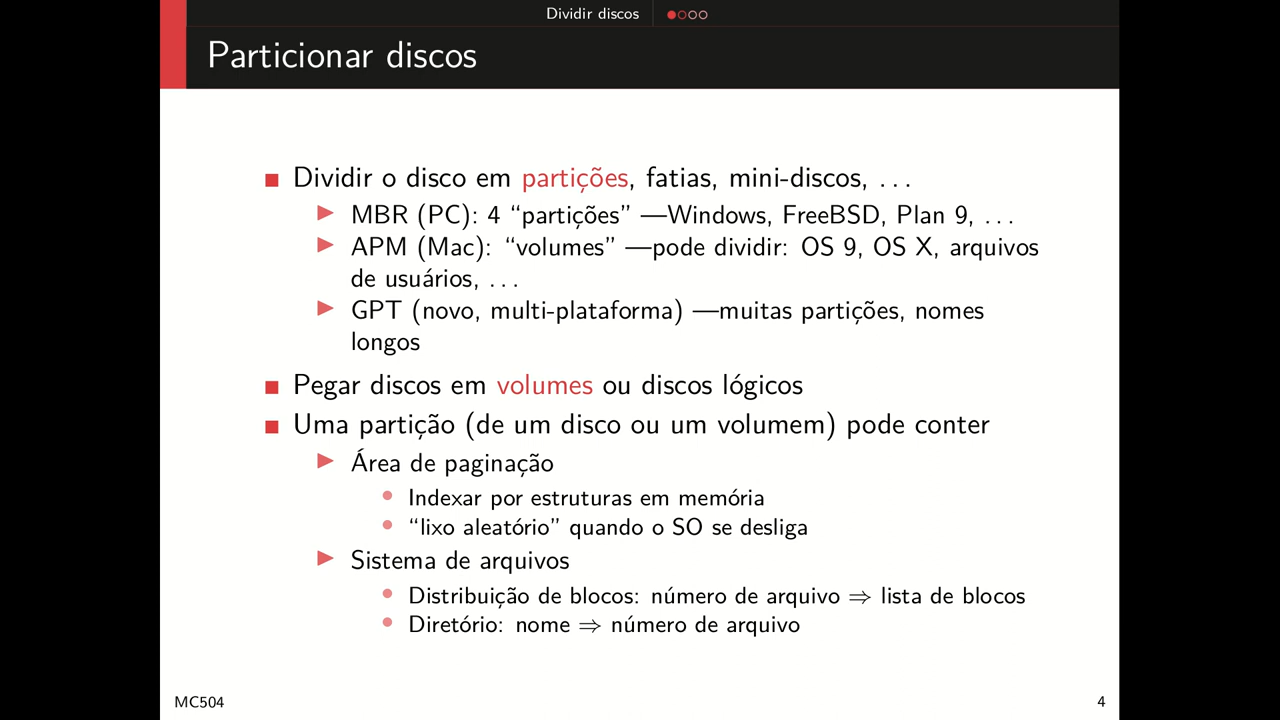 Dividir discos
Particionar discos
Dividir o disco em partições, fatias, mini-discos, . . .
MBR (PC): 4 “partições” —Windows, FreeBSD, Plan 9, . . .
APM (Mac): “volumes” —pode dividir: OS 9, OS X, arquivos
de usuários, . . .
GPT (novo, multi-plataforma) —muitas partições, nomes
longos
Pegar discos em volumes ou discos lógicos
Uma partição (de um disco ou um volumem) pode conter
Área de paginação
Indexar por estruturas em memória
“lixo aleatório” quando o SO se desliga
Sistema de arquivos
Distribuição de blocos: número de arquivo ⇒ lista de blocos
Diretório: nome ⇒ número de arquivo
MC504
4